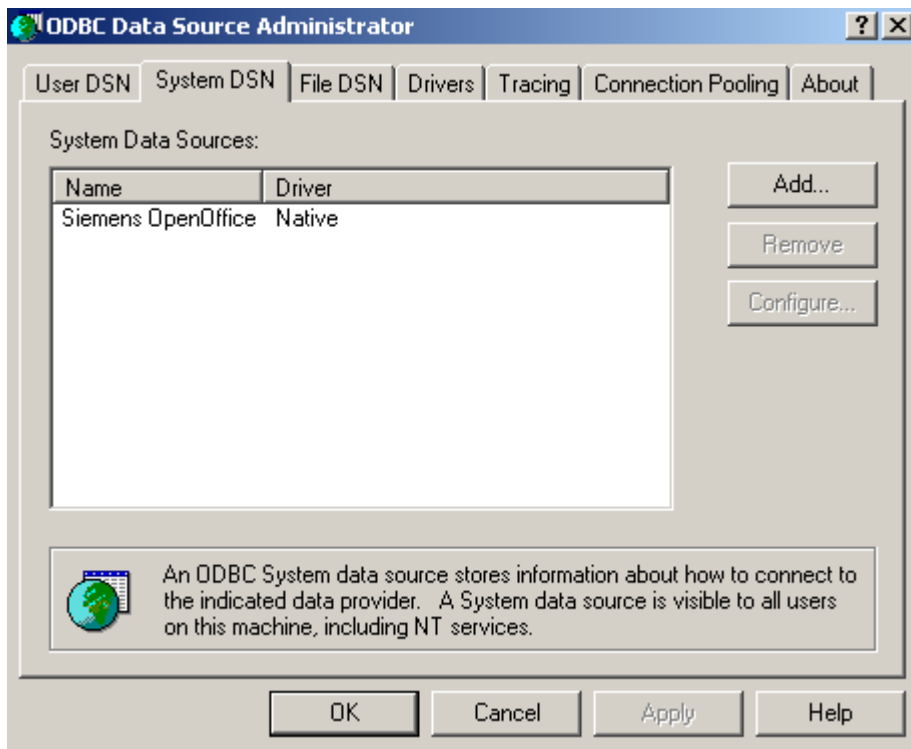 ODBC Data Source Administrator
User DSN System DSN File DSN Drivers Tracing Connection Pooling About
System Data Sources:
Name Driver
Siemens OpenOffice Native
Add...
Remove
Configure...
An ODBC System data source stores information about how to connect to
the indicated data provider. A System data source is visible to all users
on this machine, including NT services.
OK Cancel Apply Help